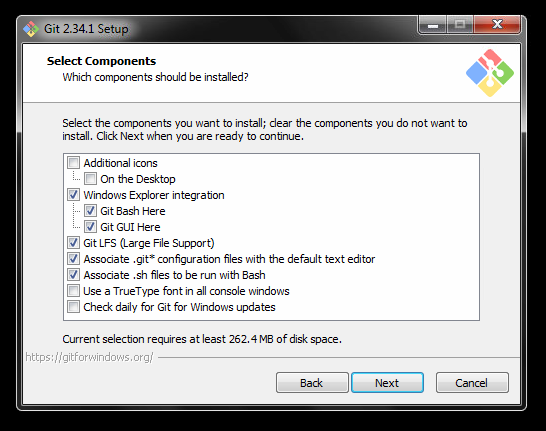 Git 2.34.1 Setup
Select Components
Which components should be installed?
Select the components you want to install; clear the components you do not want to
install. Click Next when you are ready to continue.
Additional icons
On the Desktop
Windows Explorer integration
Git Bash Here
Git GUI Here
Git LFS (Large File Support)
Associate .git* configuration files with the default text editor
Associate .sh files to be run with Bash
Use a TrueType font in all console windows
Check daily for Git for Windows updates
Current selection requires at least 262.4 MB of disk space.
https://gitforwindows.org/
Back Next Cancel